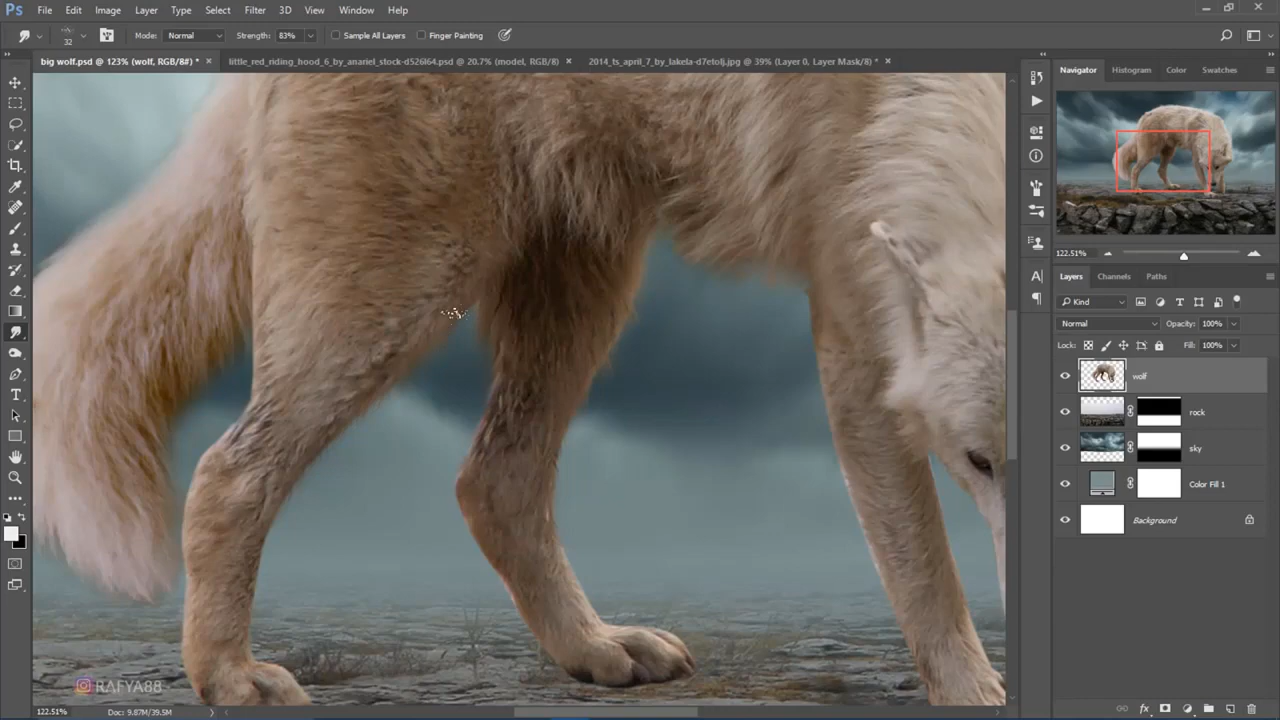 Ps File Edit Image Layer Type Select Filter 3D View Window Help
32 Mode: Normal Strength: 83% Sample All Layers Finger Painting
big wolf.psd @ 123% (wolf, RGB/8#) * × little_red_riding_hood_6_by_anariel_stock-d526l64.psd @ 20.7% (model, RGB/8) × 2014_ts_april_7_by_lakela-d7etolj.jpg @ 39% (Layer 0, Layer Mask/8) * ×
Navigator Histogram Color Swatches
122.51%
Layers Channels Paths
Kind
Normal Opacity: 100%
Lock: Fill: 100%
wolf
rock
sky
Color Fill 1
Background
RAFYA88
122.51% Doc: 9.87M/39.5M